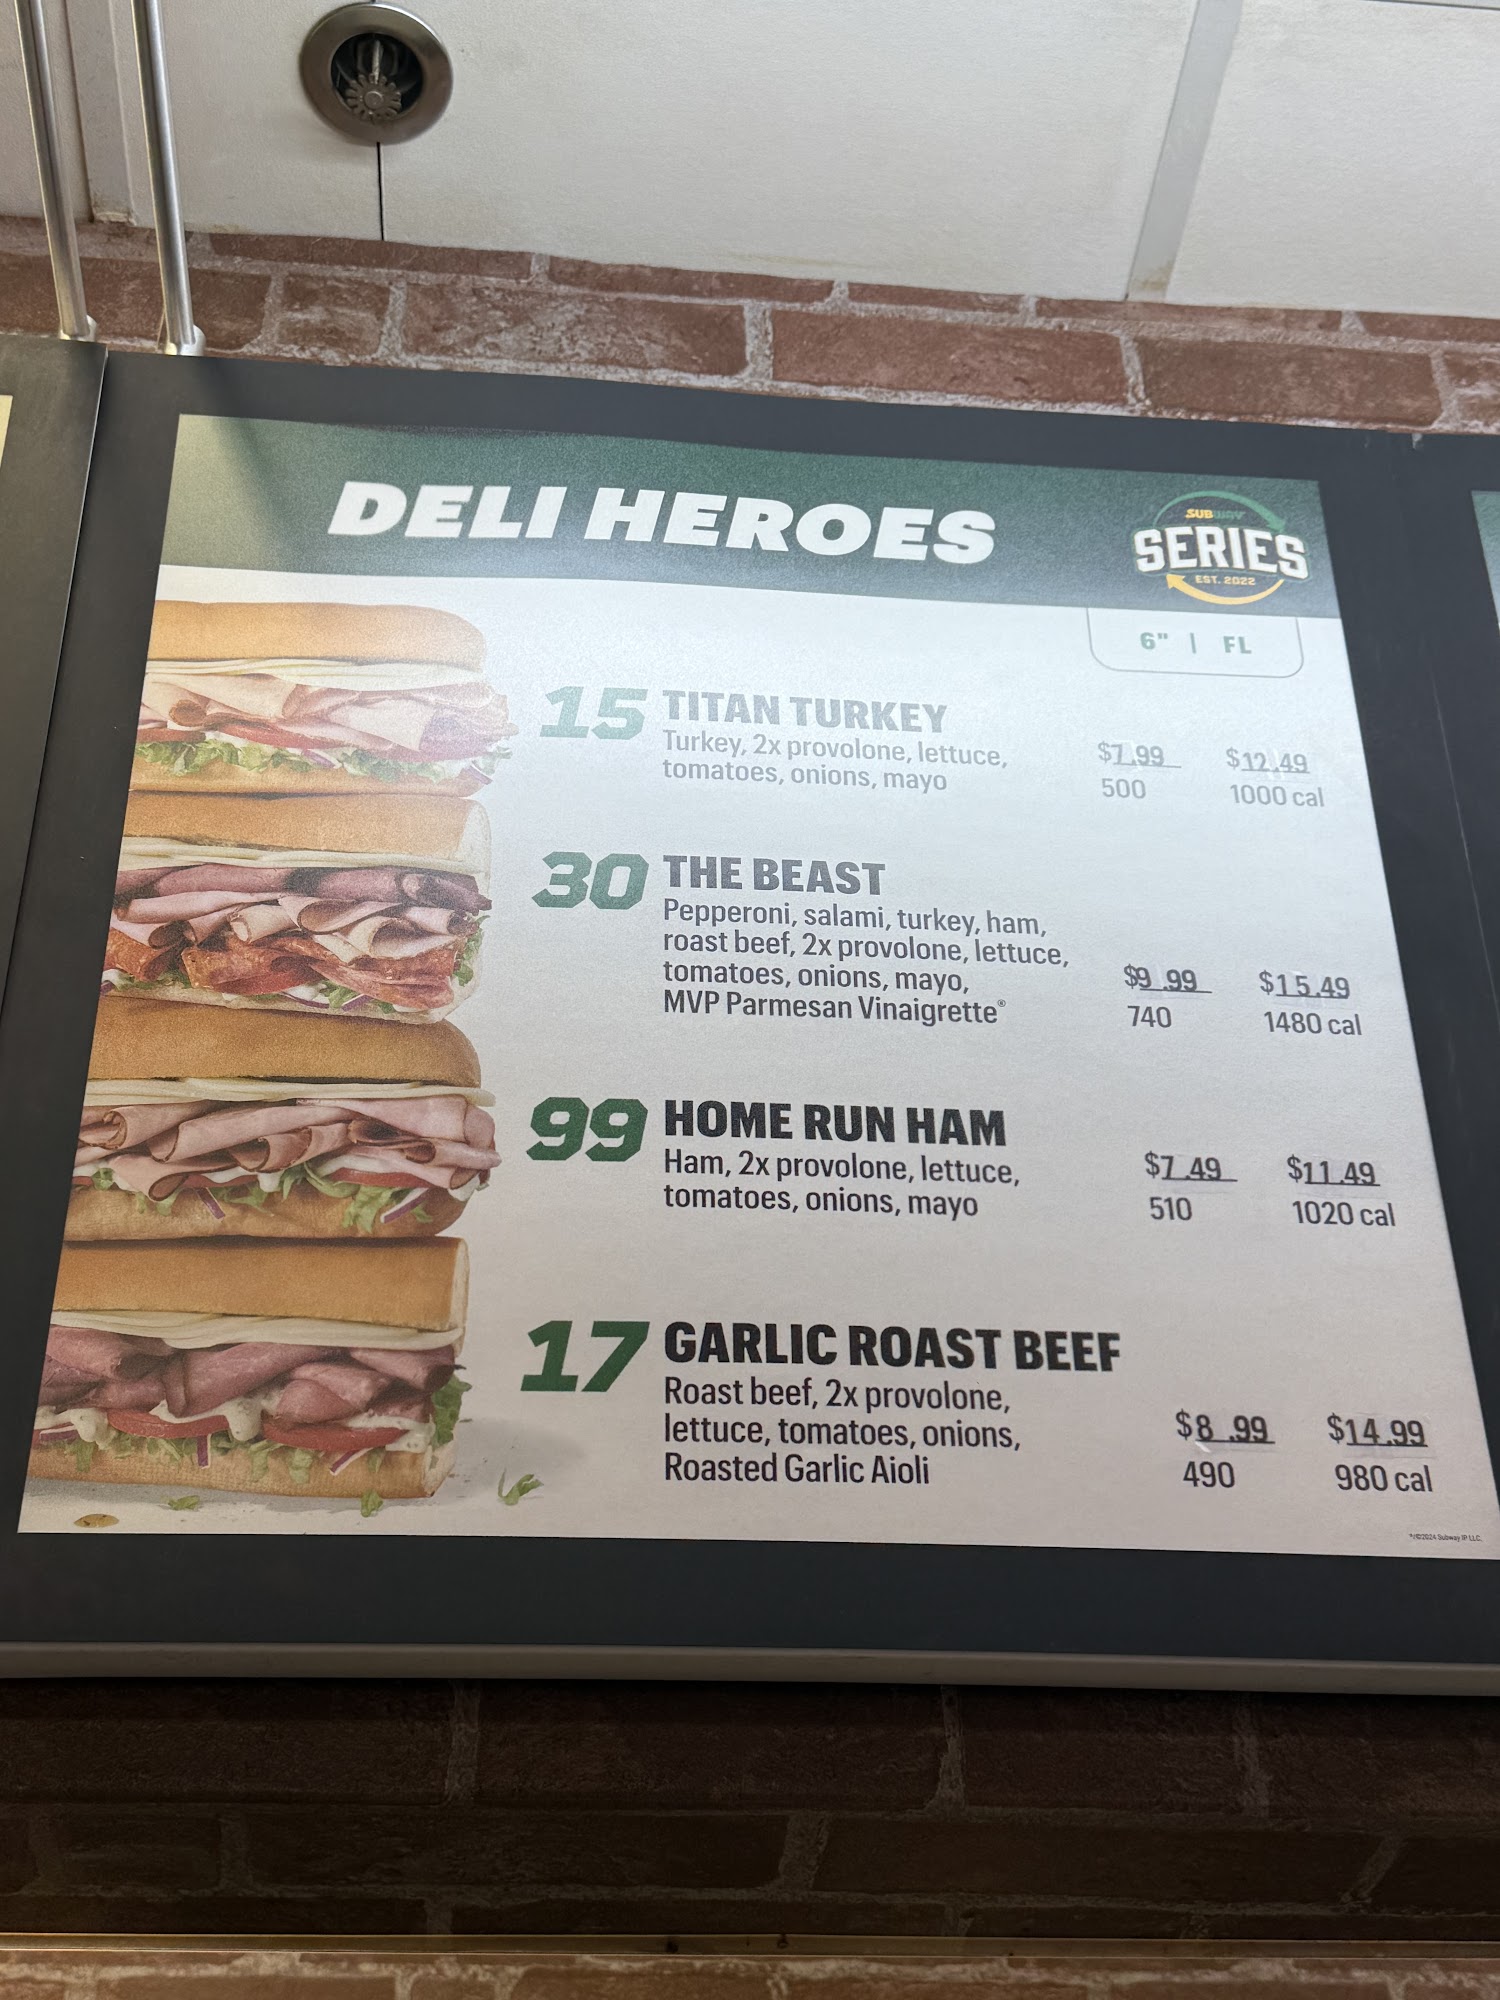 DELI HEROES
SUBWAY
SERIES
EST. 2022
6" | FL
15 TITAN TURKEY
Turkey, 2x provolone, lettuce,
tomatoes, onions, mayo
$7.99 $12.49
500 1000 cal
30 THE BEAST
Pepperoni, salami, turkey, ham,
roast beef, 2x provolone, lettuce,
tomatoes, onions, mayo,
MVP Parmesan Vinaigrette®
$9.99 $15.49
740 1480 cal
99 HOME RUN HAM
Ham, 2x provolone, lettuce,
tomatoes, onions, mayo
$7.49 $11.49
510 1020 cal
17 GARLIC ROAST BEEF
Roast beef, 2x provolone,
lettuce, tomatoes, onions,
Roasted Garlic Aioli
$8.99 $14.99
490 980 cal
®/©2024 Subway IP LLC.